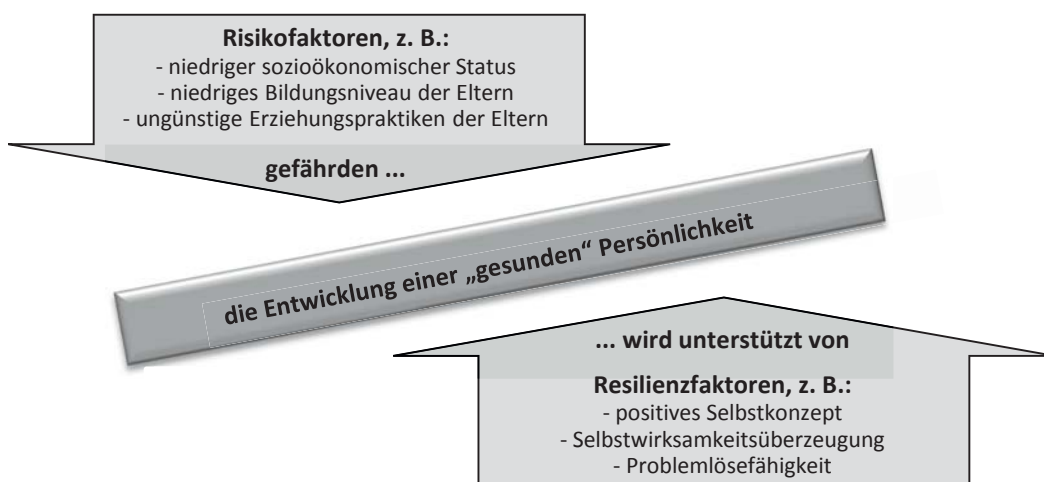 Risikofaktoren, z. B.:
- niedriger sozioökonomischer Status
- niedriges Bildungsniveau der Eltern
- ungünstige Erziehungspraktiken der Eltern
gefährden ...
die Entwicklung einer „gesunden“ Persönlichkeit
... wird unterstützt von
Resilienzfaktoren, z. B.:
- positives Selbstkonzept
- Selbstwirksamkeitsüberzeugung
- Problemlösefähigkeit